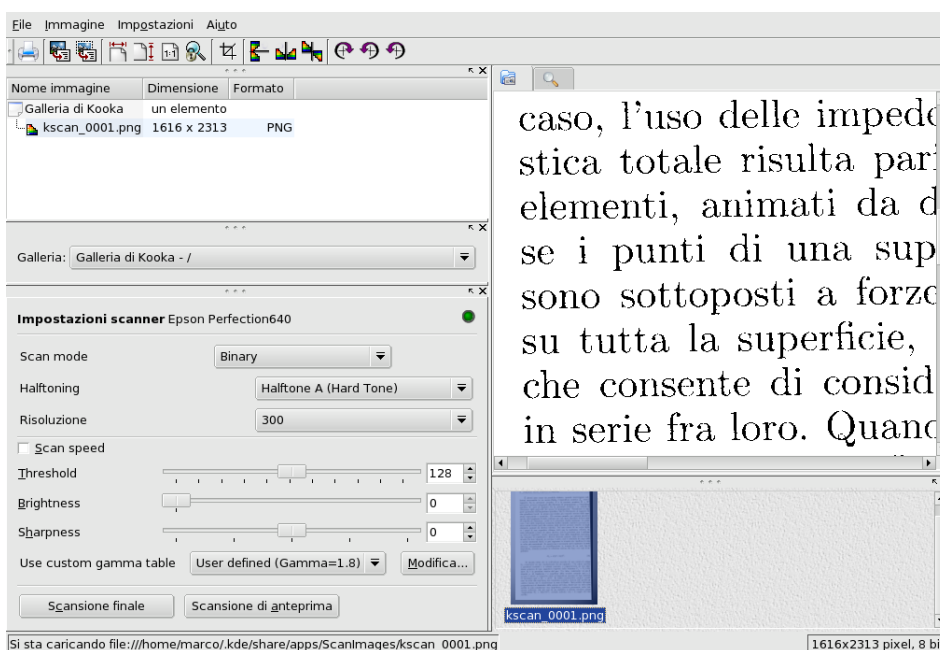 File Immagine Impostazioni Aiuto
Nome immagine Dimensione Formato
Galleria di Kooka un elemento
kscan_0001.png 1616 x 2313 PNG
Galleria: Galleria di Kooka - /
Impostazioni scanner Epson Perfection640
Scan mode Binary
Halftoning Halftone A (Hard Tone)
Risoluzione 300
Scan speed
Threshold 128
Brightness 0
Sharpness 0
Use custom gamma table User defined (Gamma=1.8) Modifica...
Scansione finale Scansione di anteprima
caso, l'uso delle impede
stica totale risulta pari
elementi, animati da d
se i punti di una sup
sono sottoposti a forze
su tutta la superficie,
che consente di consid
in serie fra loro. Quand
kscan_0001.png
Si sta caricando file:///home/marco/.kde/share/apps/ScanImages/kscan_0001.png
1616x2313 pixel, 8 bi